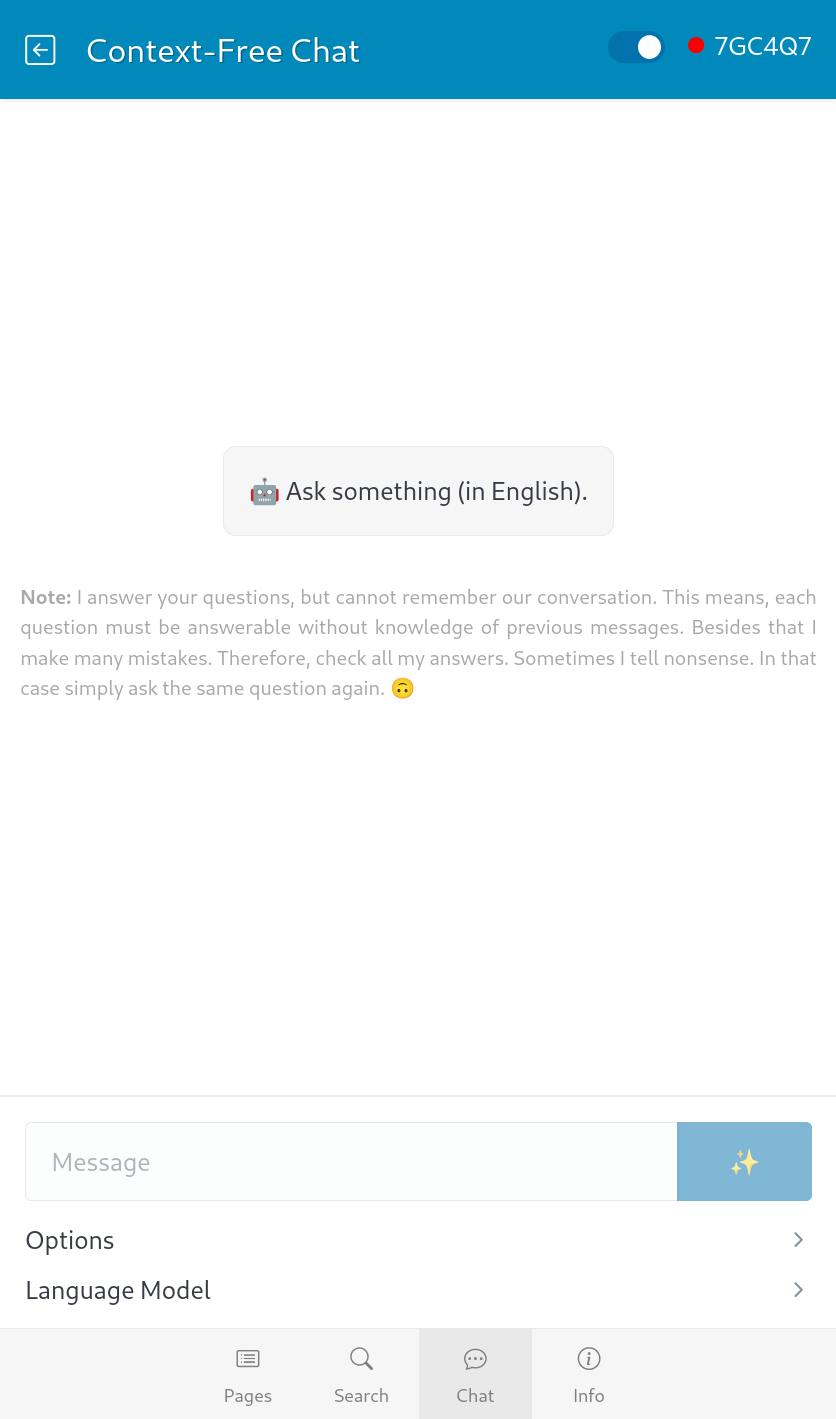 Context-Free Chat
7GC4Q7
🤖 Ask something (in English).
Note: I answer your questions, but cannot remember our conversation. This means, each
question must be answerable without knowledge of previous messages. Besides that I
make many mistakes. Therefore, check all my answers. Sometimes I tell nonsense. In that
case simply ask the same question again. 🙃
Message
Options
Language Model
Pages
Search
Chat
Info